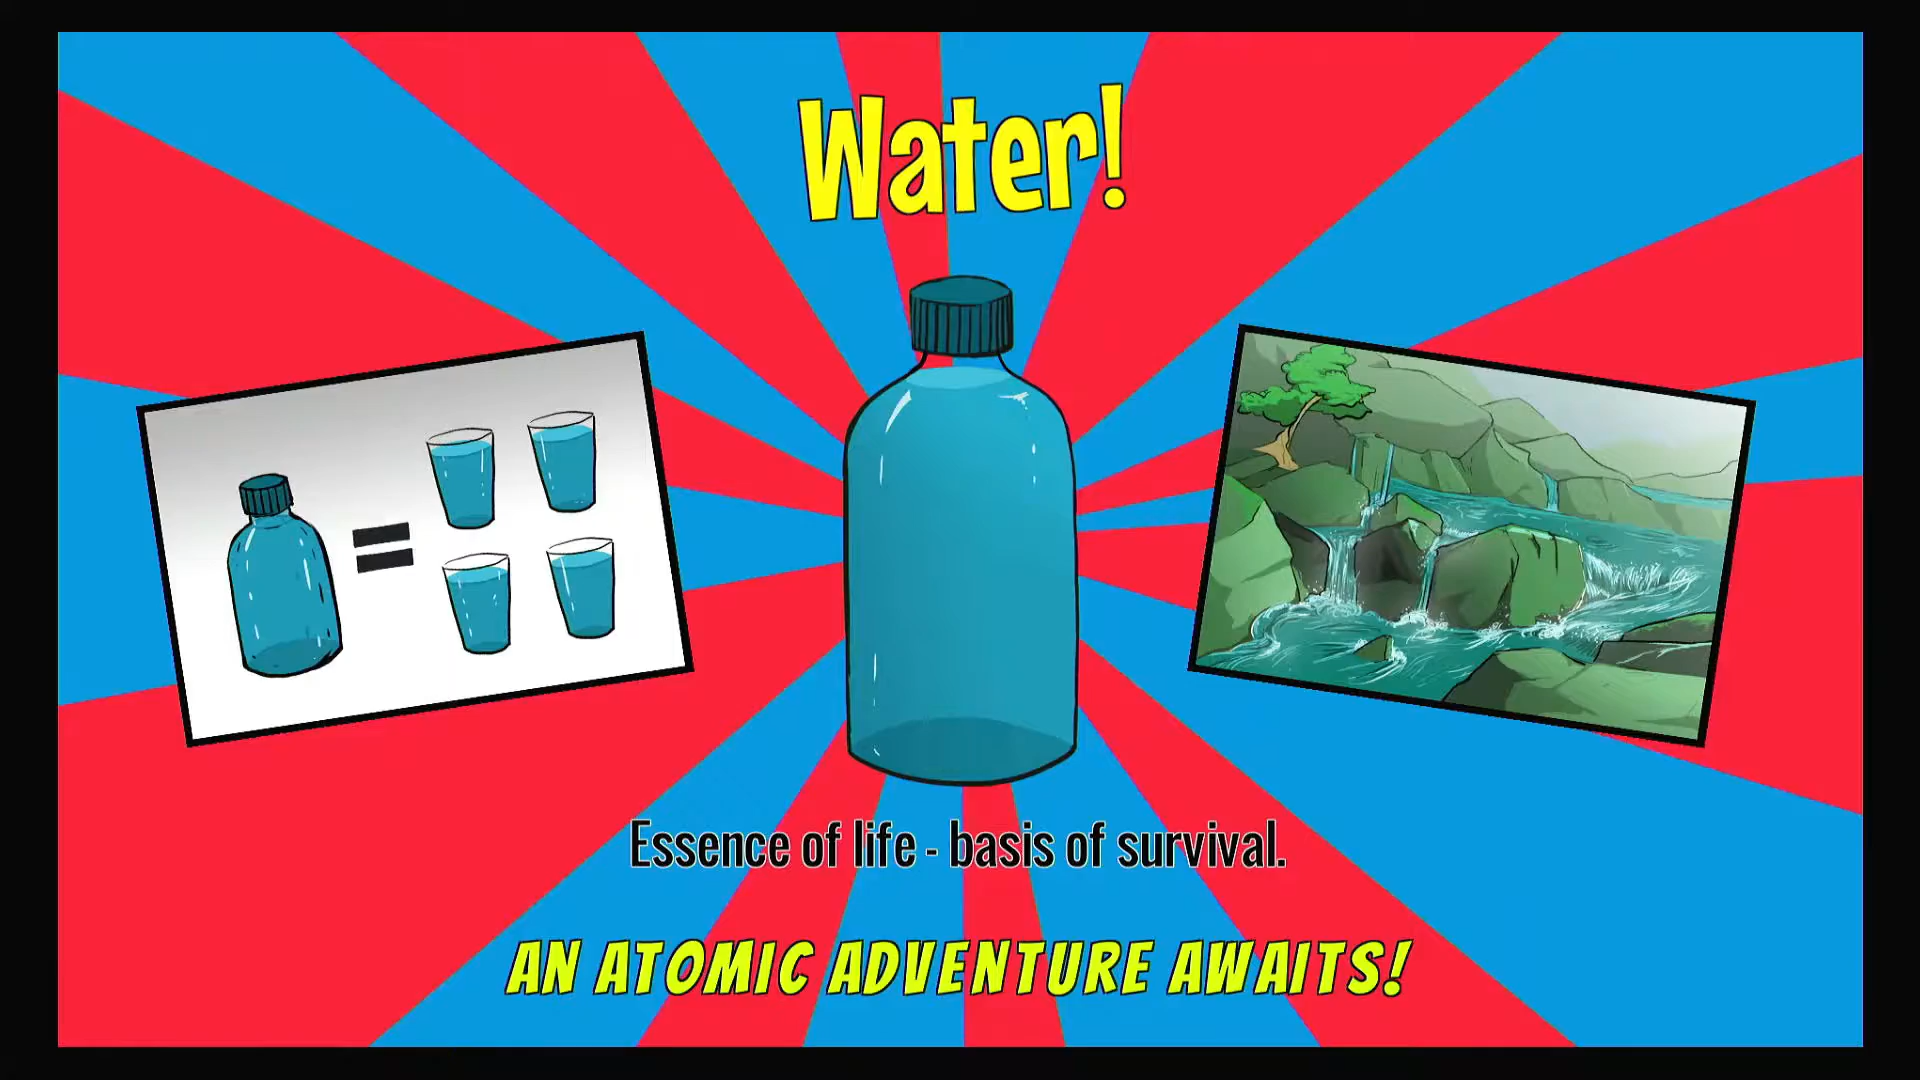 Water!
Essence of life - basis of survival.
AN ATOMIC ADVENTURE AWAITS!